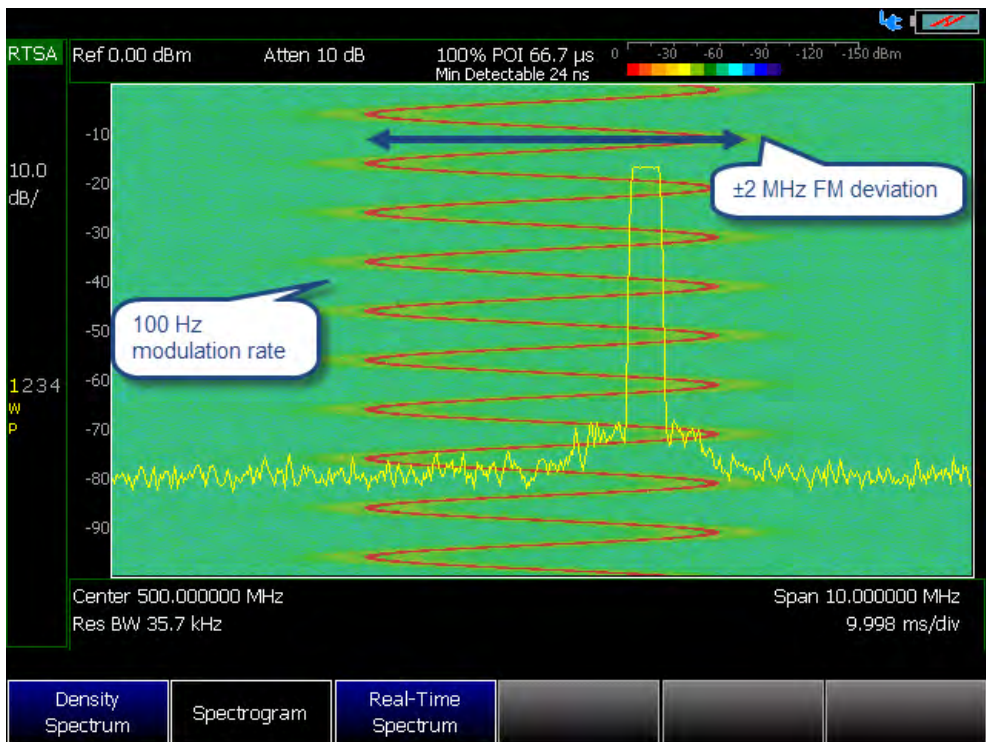 RTSA Ref 0.00 dBm Atten 10 dB 100% POI 66.7 µs 0 -30 -60 -90 -120 -150 dBm
Min Detectable 24 ns
-10
10.0
dB/
-20
±2 MHz FM deviation
-30
-40
100 Hz
modulation rate
-50
-60
1234
W
P
-70
-80
-90
Center 500.000000 MHz Span 10.000000 MHz
Res BW 35.7 kHz 9.998 ms/div
Density
Spectrum
Spectrogram
Real-Time
Spectrum